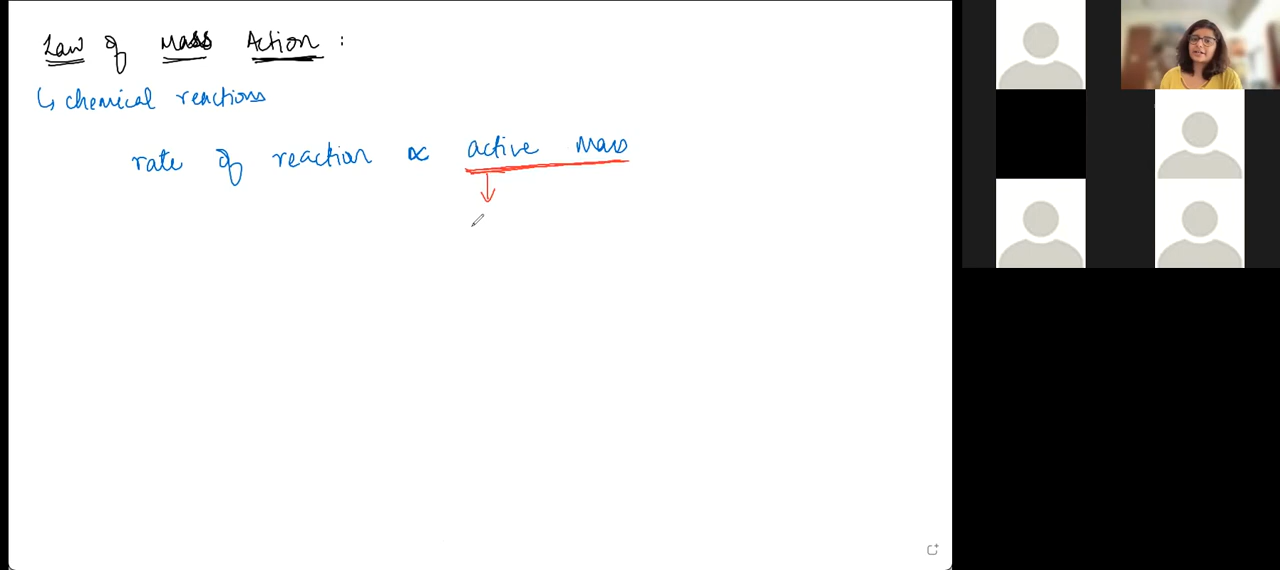 Law of Mass Action :
↳ chemical reactions
rate of reaction ∝ active mass